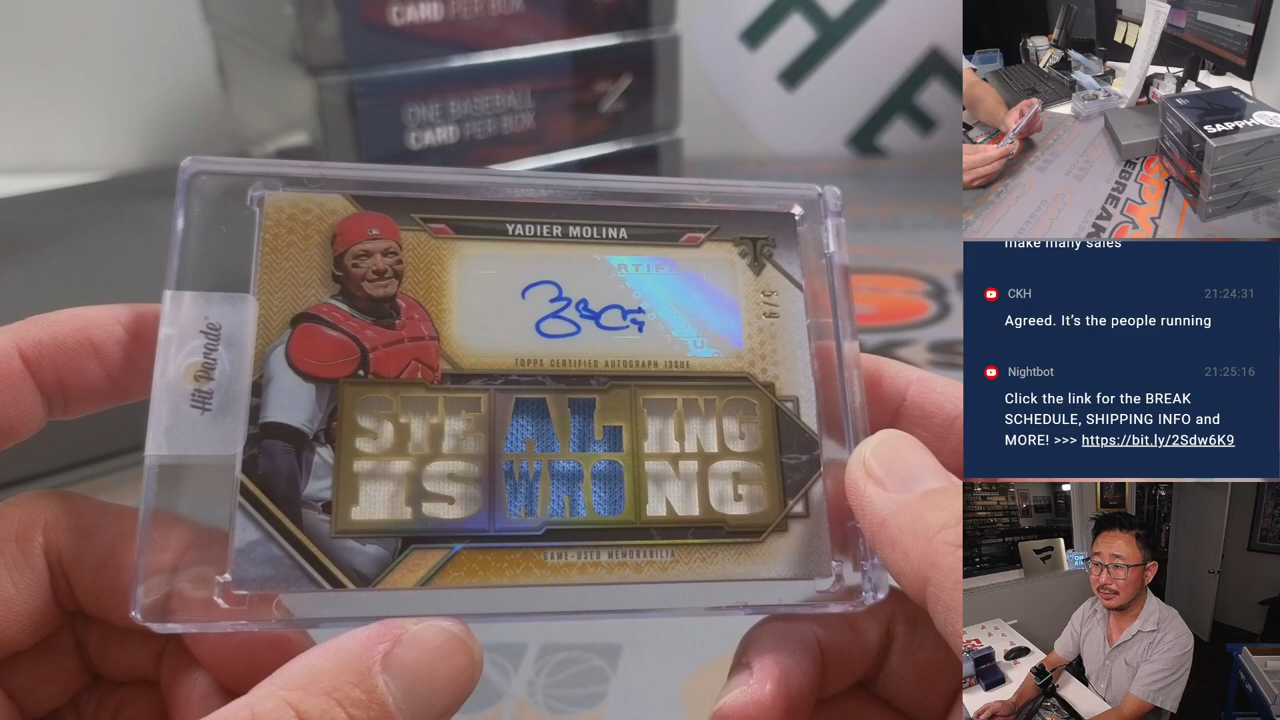 CARD PER BOX
ONE BASEBALL
CARD PER BOX
HE
YADIER MOLINA
TOPPS CERTIFIED AUTOGRAPH ISSUE
STE AL ING
IS WRO NG
GAME-USED MEMORABILIA
Hit Parade
SAPPH
make many sales
CKH
21:24:31
Agreed. It’s the people running
Nightbot
21:25:16
Click the link for the BREAK
SCHEDULE, SHIPPING INFO and
MORE! >>> https://bit.ly/2Sdw6K9